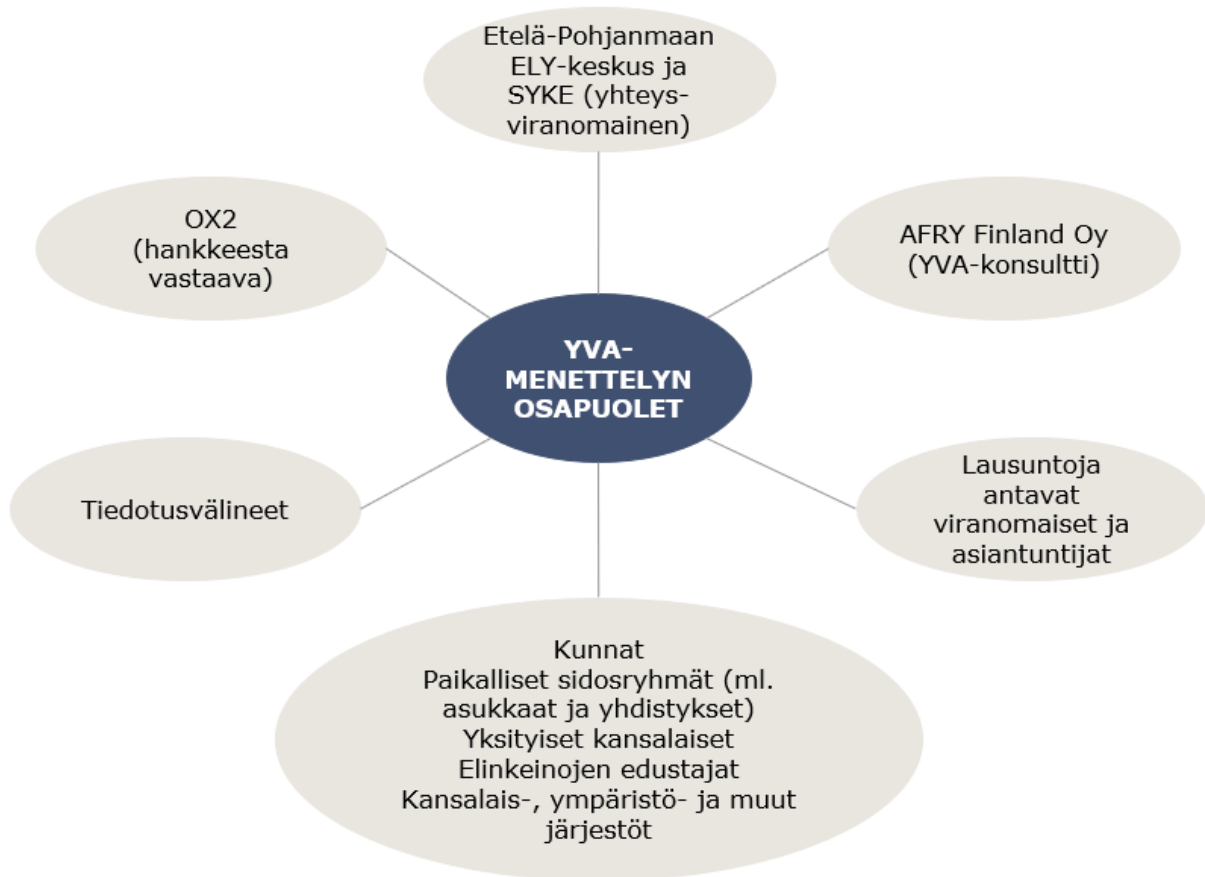 Etelä-Pohjanmaan
ELY-keskus ja
SYKE (yhteys-
viranomainen)
OX2
(hankkeesta
vastaava)
AFRY Finland Oy
(YVA-konsultti)
YVA-
MENETTELYN
OSAPUOLET
Tiedotusvälineet
Lausuntoja
antavat
viranomaiset ja
asiantuntijat
Kunnat
Paikalliset sidosryhmät (ml.
asukkaat ja yhdistykset)
Yksityiset kansalaiset
Elinkeinojen edustajat
Kansalais-, ympäristö- ja muut
järjestöt